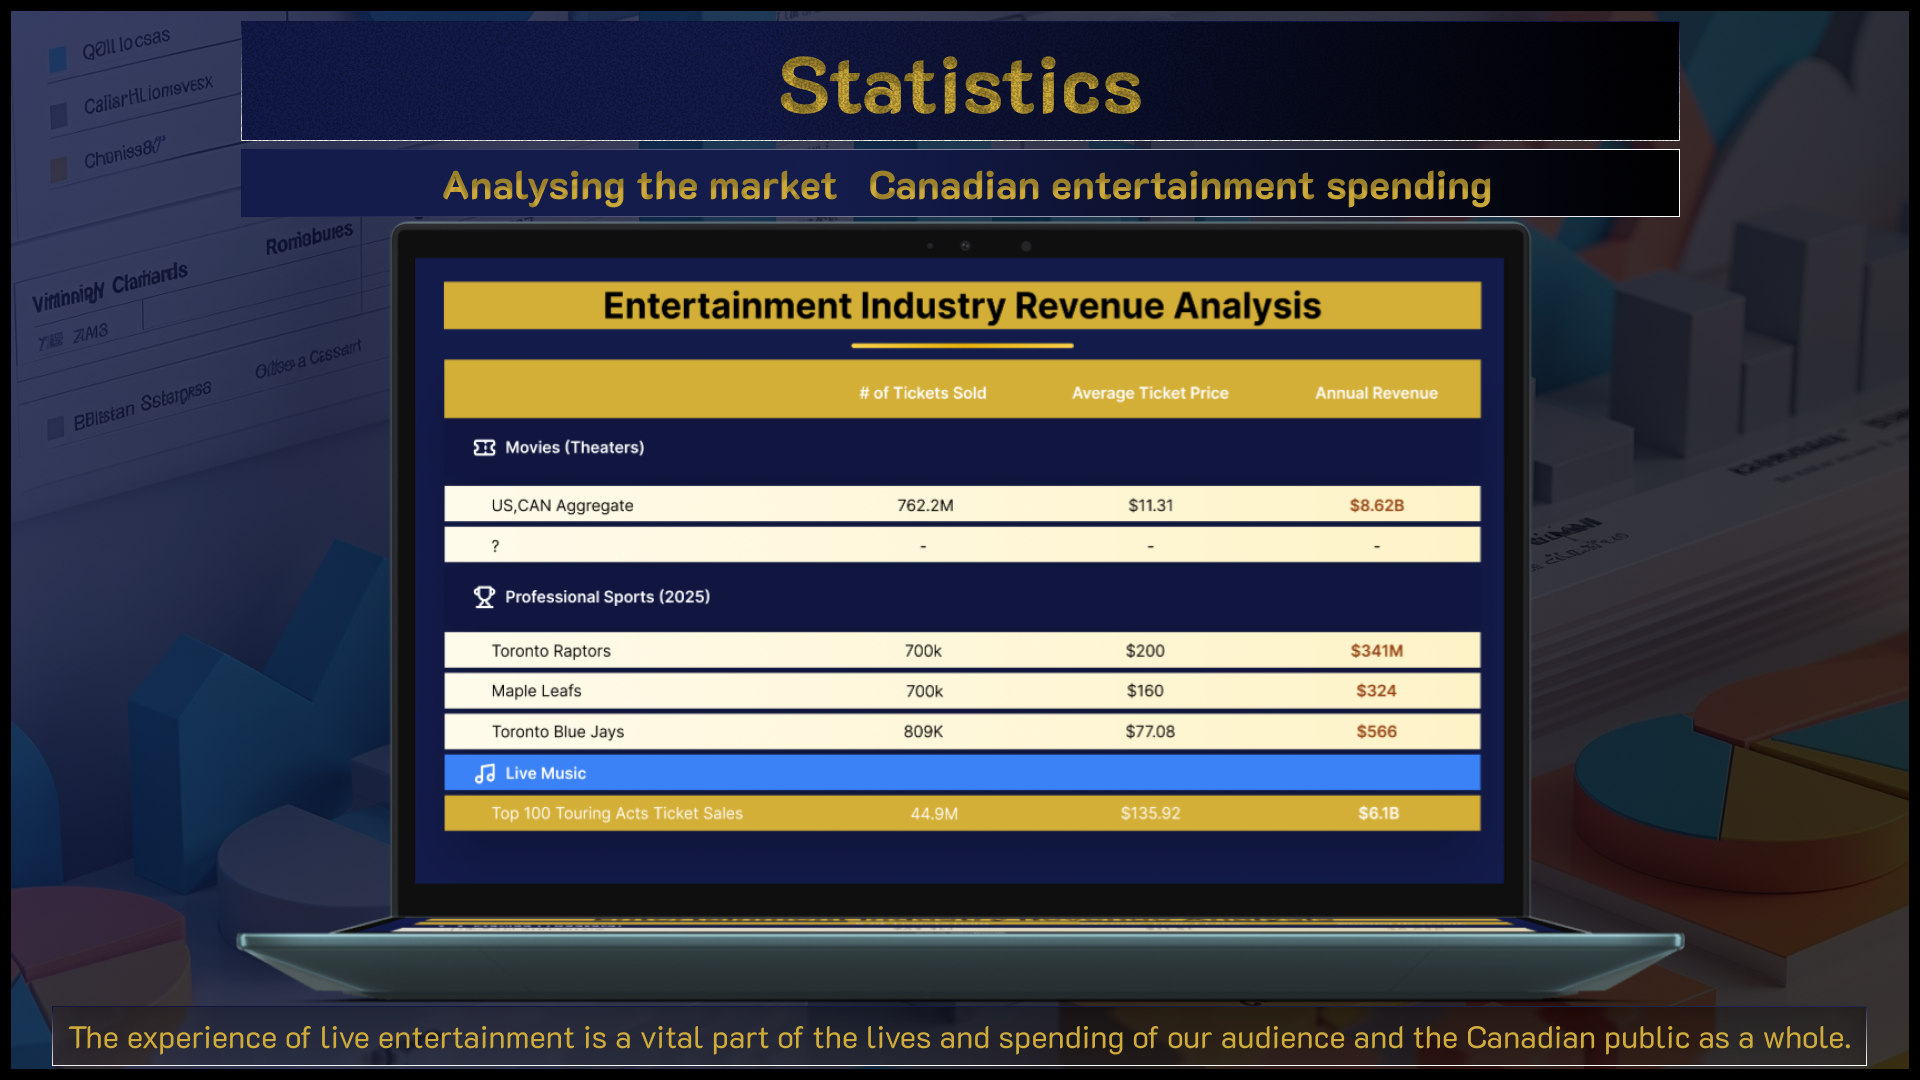 Statistics
Analysing the market Canadian entertainment spending
Entertainment Industry Revenue Analysis
# of Tickets Sold Average Ticket Price Annual Revenue
Movies (Theaters)
US,CAN Aggregate 762.2M $11.31 $8.62B
? - - -
Professional Sports (2025)
Toronto Raptors 700k $200 $341M
Maple Leafs 700k $160 $324
Toronto Blue Jays 809K $77.08 $566
Live Music
Top 100 Touring Acts Ticket Sales 44.9M $135.92 $6.1B
The experience of live entertainment is a vital part of the lives and spending of our audience and the Canadian public as a whole.